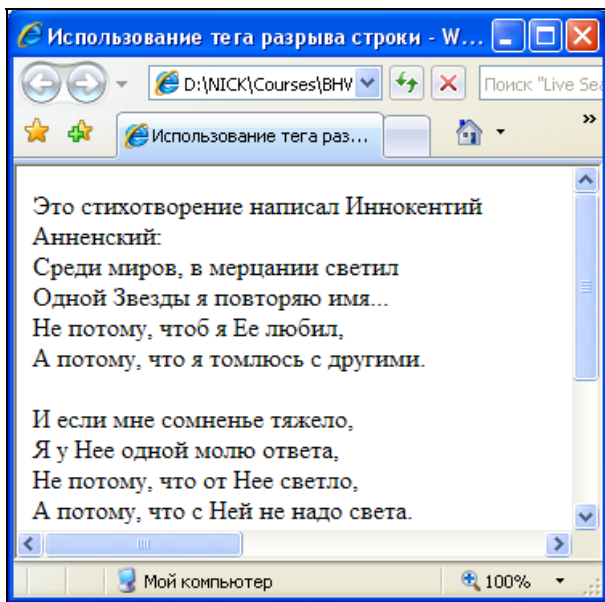 Использование тега разрыва строки - W...
D:\NICK\Courses\BHV
Поиск "Live Sea
Использование тега раз...
»
Это стихотворение написал Иннокентий
Анненский:
Среди миров, в мерцании светил
Одной Звезды я повторяю имя...
Не потому, чтоб я Ее любил,
А потому, что я томлюсь с другими.
И если мне сомненье тяжело,
Я у Нее одной молю ответа,
Не потому, что от Нее светло,
А потому, что с Ней не надо света.
Мой компьютер
100%